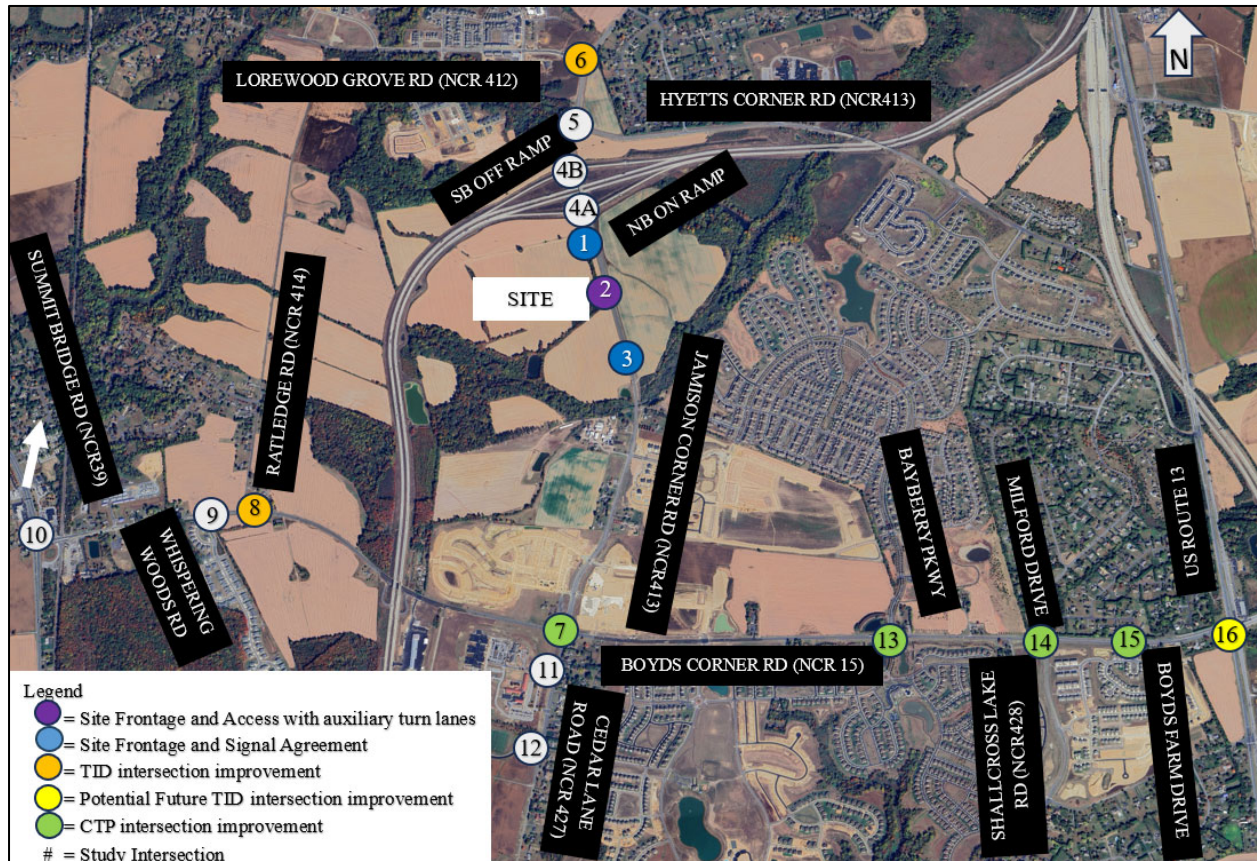 N
6
LOREWOOD GROVE RD (NCR 412)
HYETTS CORNER RD (NCR413)
5
SB OFF RAMP
4B
4A
NB ON RAMP
1
SITE
2
3
SUMMIT BRIDGE RD (NCR39)
RATLEDGE RD (NCR 414)
JAMISON CORNER RD (NCR413)
BAYBERRY PKWY
MILFORD DRIVE
US ROUTE 13
10
9
8
WHISPERING
WOODS RD
7
13
14
15
16
11
BOYDS CORNER RD (NCR 15)
12
CEDAR LANE
ROAD (NCR 427)
SHALLCROSS LAKE
RD (NCR428)
BOYDS FARM DRIVE
Legend
= Site Frontage and Access with auxiliary turn lanes
= Site Frontage and Signal Agreement
= TID intersection improvement
= Potential Future TID intersection improvement
= CTP intersection improvement
# = Study Intersection